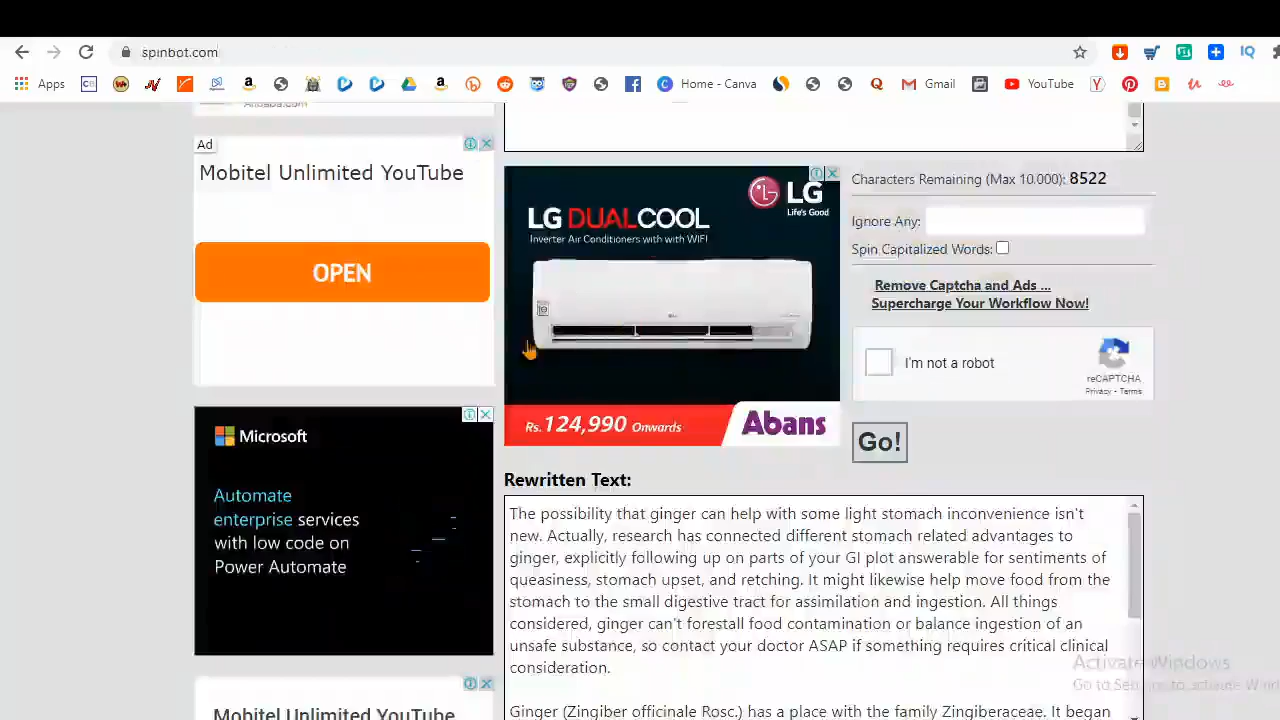 spinbot.com
Apps
Home - Canva
Gmail
YouTube
Ad
Mobitel Unlimited YouTube
OPEN
Microsoft
Automate
enterprise services
with low code on
Power Automate
Mobitel Unlimited YouTube
LG
Life's Good
LG DUALCOOL
Inverter Air Conditioners with with WIFI!
Rs. 124,990 Onwards
Abans
Characters Remaining (Max 10.000): 8522
Ignore Any:
Spin Capitalized Words:
Remove Captcha and Ads ...
Supercharge Your Workflow Now!
I'm not a robot
reCAPTCHA
Privacy - Terms
Go!
Rewritten Text:
The possibility that ginger can help with some light stomach inconvenience isn't
new. Actually, research has connected different stomach related advantages to
ginger, explicitly following up on parts of your GI plot answerable for sentiments of
queasiness, stomach upset, and retching. It might likewise help move food from the
stomach to the small digestive tract for assimilation and ingestion. All things
considered, ginger can't forestall food contamination or balance ingestion of an
unsafe substance, so contact your doctor ASAP if something requires critical clinical
consideration.
Ginger (Zingiber officinale Rosc.) has a place with the family Zingiberaceae. It began
Activate Windows
Go to Settings to activate Wind